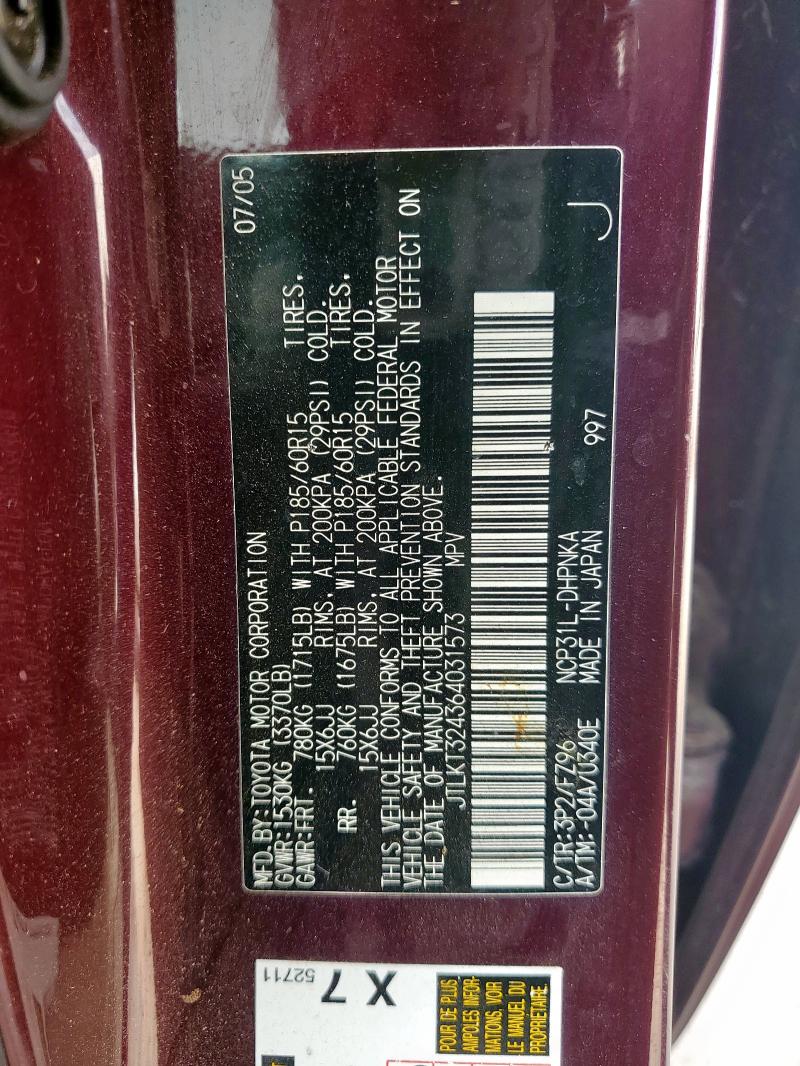 07/05
MFD.BY:TOYOTA MOTOR CORPORATION
GVWR:1530KG (3370LB)
GAWR:FRT. 780KG (1715LB) WITH P185/60R15 TIRES.
15X6JJ RIMS, AT 200KPA (29PSI) COLD.
RR. 760KG (1675LB) WITH P185/60R15 TIRES.
15X6JJ RIMS, AT 200KPA (29PSI) COLD.
THIS VEHICLE CONFORMS TO ALL APPLICABLE FEDERAL MOTOR
VEHICLE SAFETY AND THEFT PREVENTION STANDARDS IN EFFECT ON
THE DATE OF MANUFACTURE SHOWN ABOVE.
JTLKT324364031573 MPV
C/TR:3P2/FZ96 NCP31L-DHPNKA 997
A/TM:-04A/U340E MADE IN JAPAN
J
52711
X 7
POUR DE PLUS
AMPLES INFOR-
MATIONS, VOIR
LE MANUEL DU
PROPRIÉTAIRE